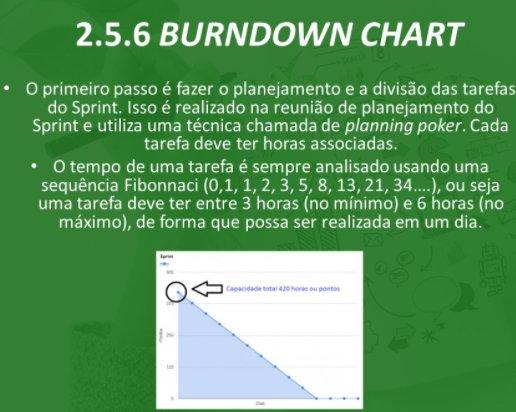 2.5.6 BURNDOWN CHART
• O primeiro passo é fazer o planejamento e a divisão das tarefas
do Sprint. Isso é realizado na reunião de planejamento do
Sprint e utiliza uma técnica chamada de planning poker. Cada
tarefa deve ter horas associadas.
• O tempo de uma tarefa é sempre analisado usando uma
sequência Fibonnaci (0,1, 1, 2, 3, 5, 8, 13, 21, 34....), ou seja
uma tarefa deve ter entre 3 horas (no mínimo) e 6 horas (no
máximo), de forma que possa ser realizada em um dia.
Sprint
500
Capacidade total 420 horas ou pontos
250
125
0
Dias